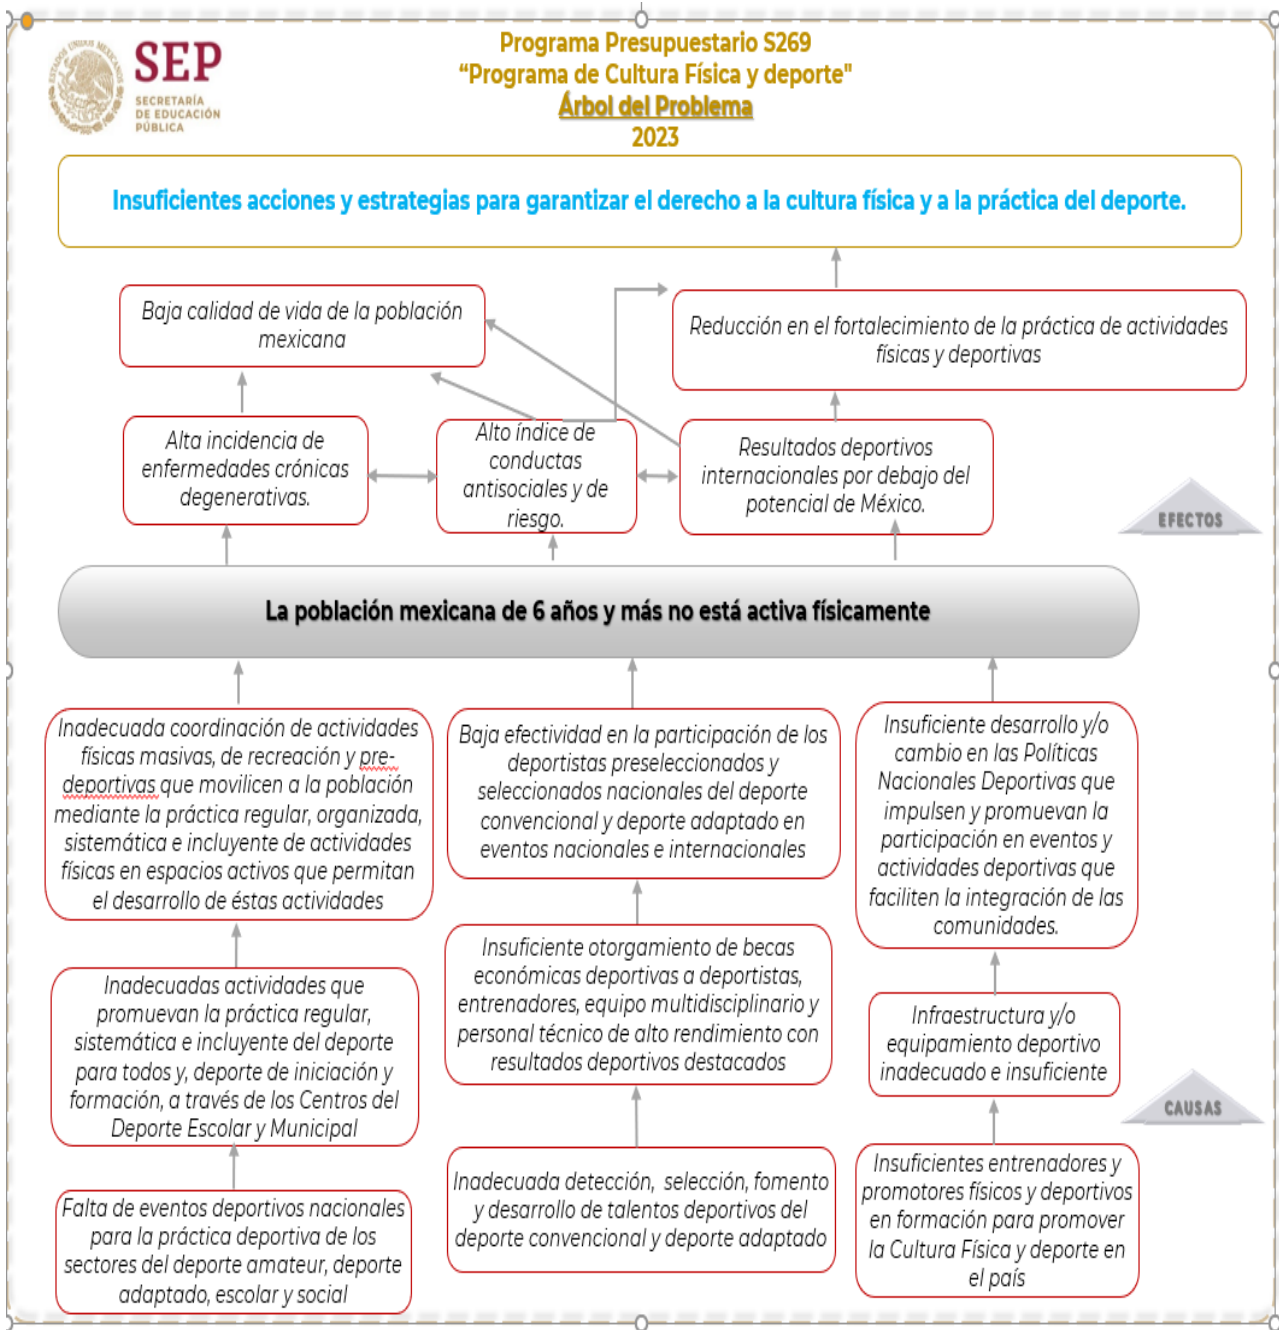 SEP
SECRETARÍA
DE EDUCACIÓN
PÚBLICA
Programa Presupuestario S269
“Programa de Cultura Física y deporte"
Árbol del Problema
2023
Insuficientes acciones y estrategias para garantizar el derecho a la cultura física y a la práctica del deporte.
Baja calidad de vida de la población
mexicana
Reducción en el fortalecimiento de la práctica de actividades
físicas y deportivas
Alta incidencia de
enfermedades crónicas
degenerativas.
Alto índice de
conductas
antisociales y de
riesgo.
Resultados deportivos
internacionales por debajo del
potencial de México.
EFECTOS
La población mexicana de 6 años y más no está activa físicamente
Inadecuada coordinación de actividades
físicas masivas, de recreación y pre-
deportivas que movilicen a la población
mediante la práctica regular, organizada,
sistemática e incluyente de actividades
físicas en espacios activos que permitan
el desarrollo de éstas actividades
Baja efectividad en la participación de los
deportistas preseleccionados y
seleccionados nacionales del deporte
convencional y deporte adaptado en
eventos nacionales e internacionales
Insuficiente desarrollo y/o
cambio en las Políticas
Nacionales Deportivas que
impulsen y promuevan la
participación en eventos y
actividades deportivas que
faciliten la integración de las
comunidades.
Inadecuadas actividades que
promuevan la práctica regular,
sistemática e incluyente del deporte
para todos y, deporte de iniciación y
formación, a través de los Centros del
Deporte Escolar y Municipal
Insuficiente otorgamiento de becas
económicas deportivas a deportistas,
entrenadores, equipo multidisciplinario y
personal técnico de alto rendimiento con
resultados deportivos destacados
Infraestructura y/o
equipamiento deportivo
inadecuado e insuficiente
CAUSAS
Falta de eventos deportivos nacionales
para la práctica deportiva de los
sectores del deporte amateur, deporte
adaptado, escolar y social
Inadecuada detección, selección, fomento
y desarrollo de talentos deportivos del
deporte convencional y deporte adaptado
Insuficientes entrenadores y
promotores físicos y deportivos
en formación para promover
la Cultura Física y deporte en
el país